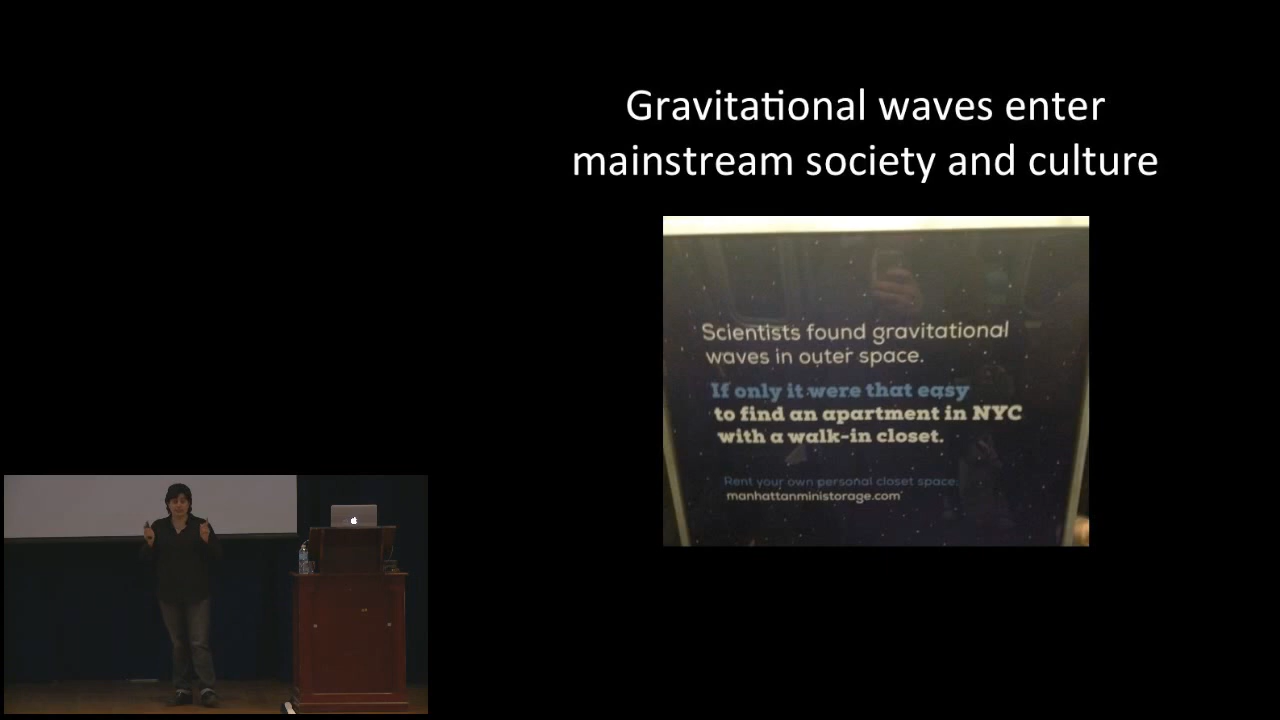 Gravitational waves enter
mainstream society and culture
Scientists found gravitational
waves in outer space.
If only it were that easy
to find an apartment in NYC
with a walk-in closet.
Rent your own personal closet space.
manhattanministorage.com